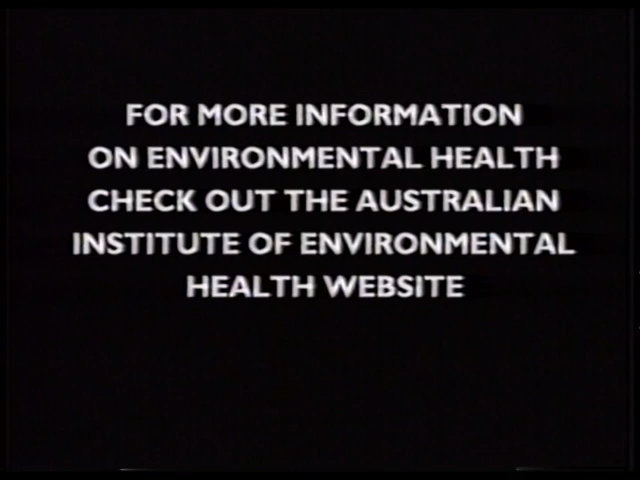 FOR MORE INFORMATION
ON ENVIRONMENTAL HEALTH
CHECK OUT THE AUSTRALIAN
INSTITUTE OF ENVIRONMENTAL
HEALTH WEBSITE